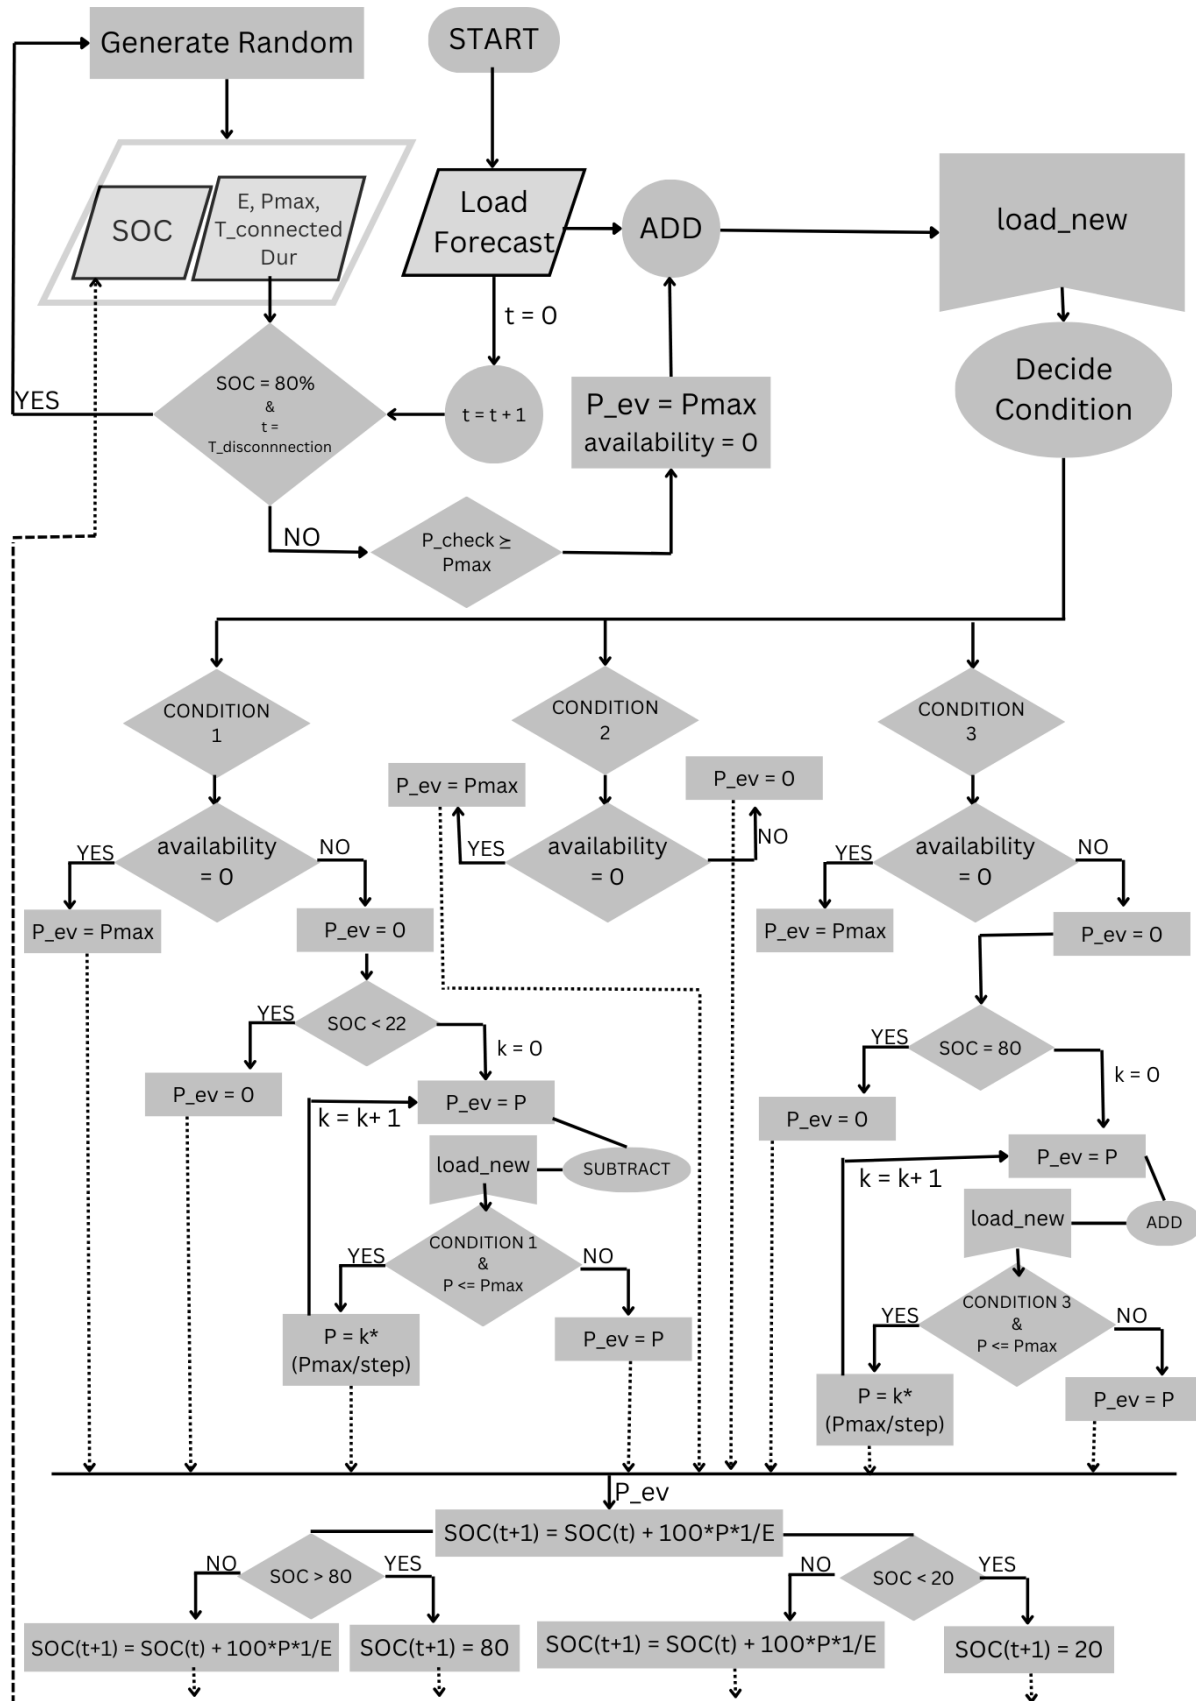 Generate Random
START
SOC
E, Pmax,
T_connected
Dur
Load
Forecast
ADD
load_new
t = 0
SOC = 80%
&
t =
T_disconnnection
YES
t = t + 1
P_ev = Pmax
availability = 0
Decide
Condition
NO
P_check ≥
Pmax
CONDITION
1
CONDITION
2
CONDITION
3
P_ev = Pmax
P_ev = 0
availability
= 0
YES
NO
availability
= 0
YES
NO
availability
= 0
YES
NO
P_ev = Pmax
P_ev = 0
P_ev = Pmax
P_ev = 0
SOC < 22
YES
k = 0
SOC = 80
YES
k = 0
P_ev = 0
P_ev = P
k = k+ 1
P_ev = 0
P_ev = P
k = k+ 1
load_new
SUBTRACT
load_new
ADD
CONDITION 1
&
P <= Pmax
YES
NO
CONDITION 3
&
P <= Pmax
YES
NO
P = k*
(Pmax/step)
P_ev = P
P = k*
(Pmax/step)
P_ev = P
P_ev
SOC(t+1) = SOC(t) + 100*P*1/E
NO
SOC > 80
YES
NO
SOC < 20
YES
SOC(t+1) = SOC(t) + 100*P*1/E
SOC(t+1) = 80
SOC(t+1) = SOC(t) + 100*P*1/E
SOC(t+1) = 20